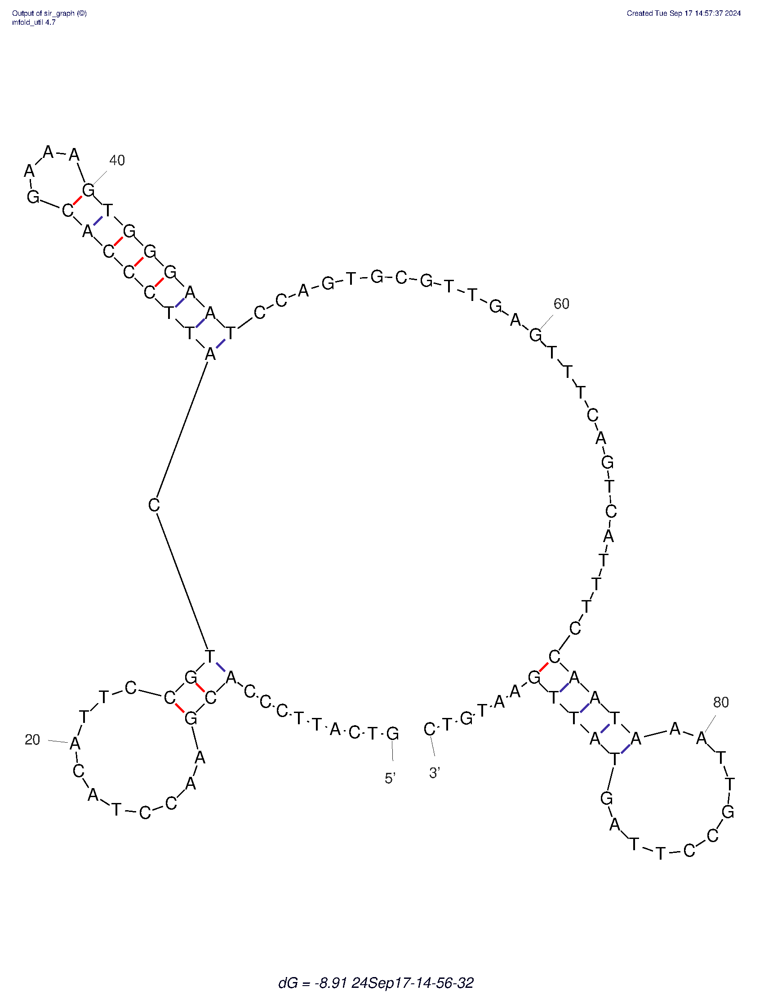 Output of sir_graph (©)
mfold_util 4.7
Created Tue Sep 17 14:57:37 2024
A A A G
40
G T G G G A A T
C A C C C T T A
C C A G T G C G T T G A G
60
T T T C A G T C A T T T C
C
T G C
A C G
C T T A C A T C C A A
20
C C C T T A C T G
5’
C T G T A A G
3’
C A A T A
T T A T
A A T T G C C T T A G
80
dG = -8.91 24Sep17-14-56-32